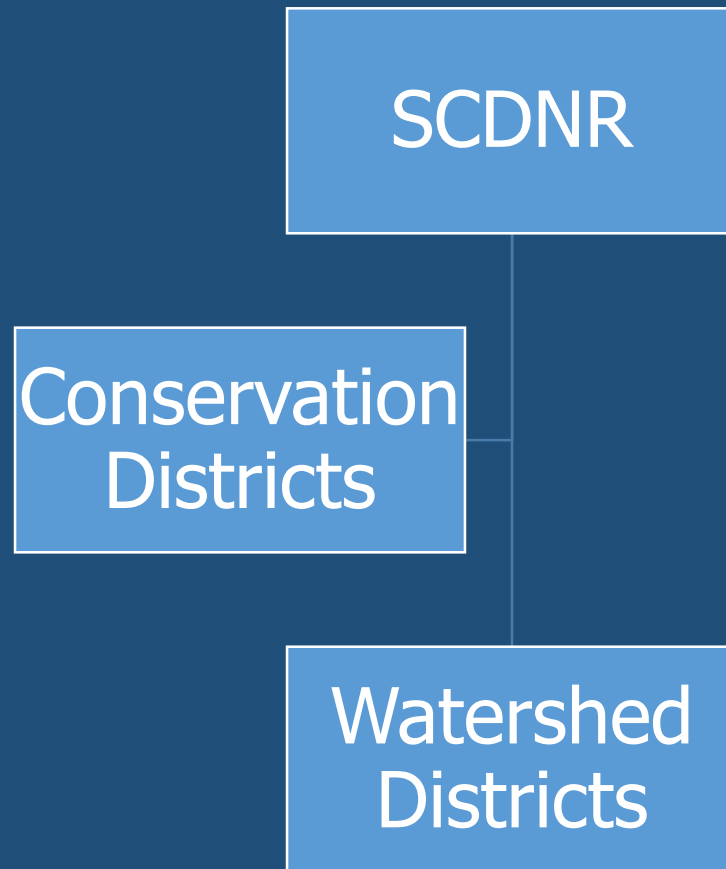 SCDNR
Conservation
Districts
Watershed
Districts